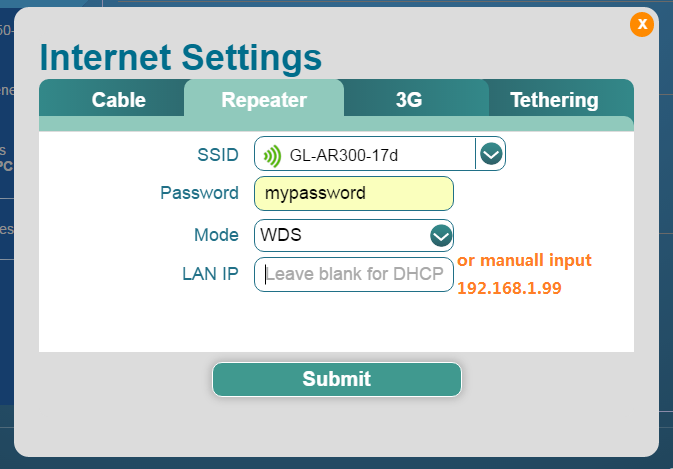 X
Internet Settings
Cable Repeater 3G Tethering
SSID GL-AR300-17d
Password mypassword
Mode WDS
LAN IP Leave blank for DHCP
or manuall input
192.168.1.99
Submit